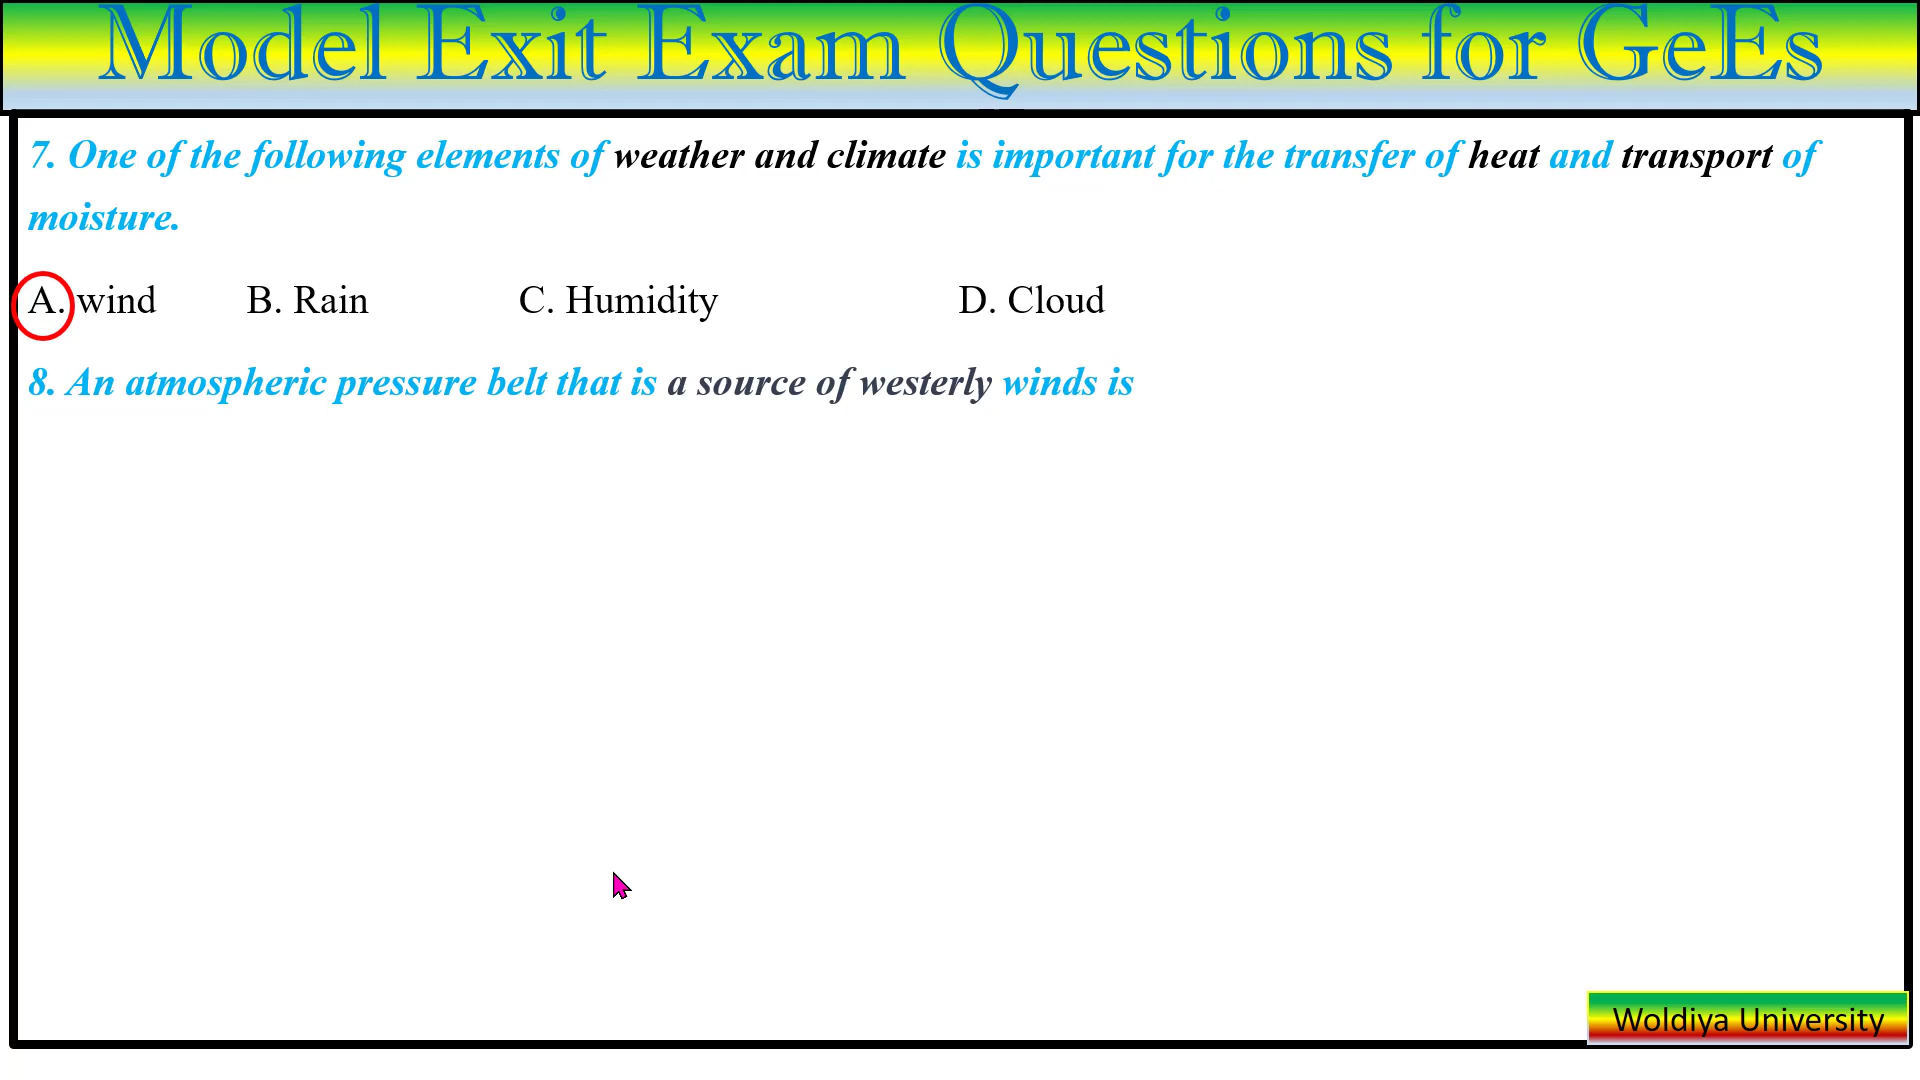 Model Exit Exam Questions for GeEs
7. One of the following elements of weather and climate is important for the transfer of heat and transport of
moisture.
A. wind B. Rain C. Humidity D. Cloud
8. An atmospheric pressure belt that is a source of westerly winds is
Woldiya University